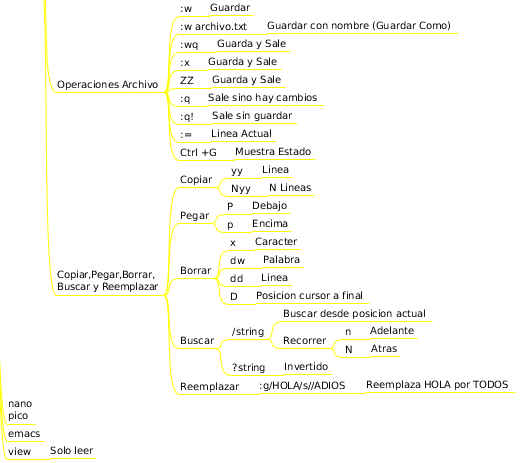 :w Guardar
:w archivo.txt Guardar con nombre (Guardar Como)
:wq Guarda y Sale
:x Guarda y Sale
ZZ Guarda y Sale
Operaciones Archivo
:q Sale sino hay cambios
:q! Sale sin guardar
:= Linea Actual
Ctrl +G Muestra Estado
Copiar
yy Linea
Nyy N Lineas
Pegar
P Debajo
p Encima
Borrar
x Caracter
dw Palabra
dd Linea
D Posicion cursor a final
Copiar,Pegar,Borrar,
Buscar y Reemplazar
Buscar
/string
Buscar desde posicion actual
Recorrer
n Adelante
N Atras
?string Invertido
Reemplazar :g/HOLA/s//ADIOS Reemplaza HOLA por TODOS
nano
pico
emacs
view Solo leer